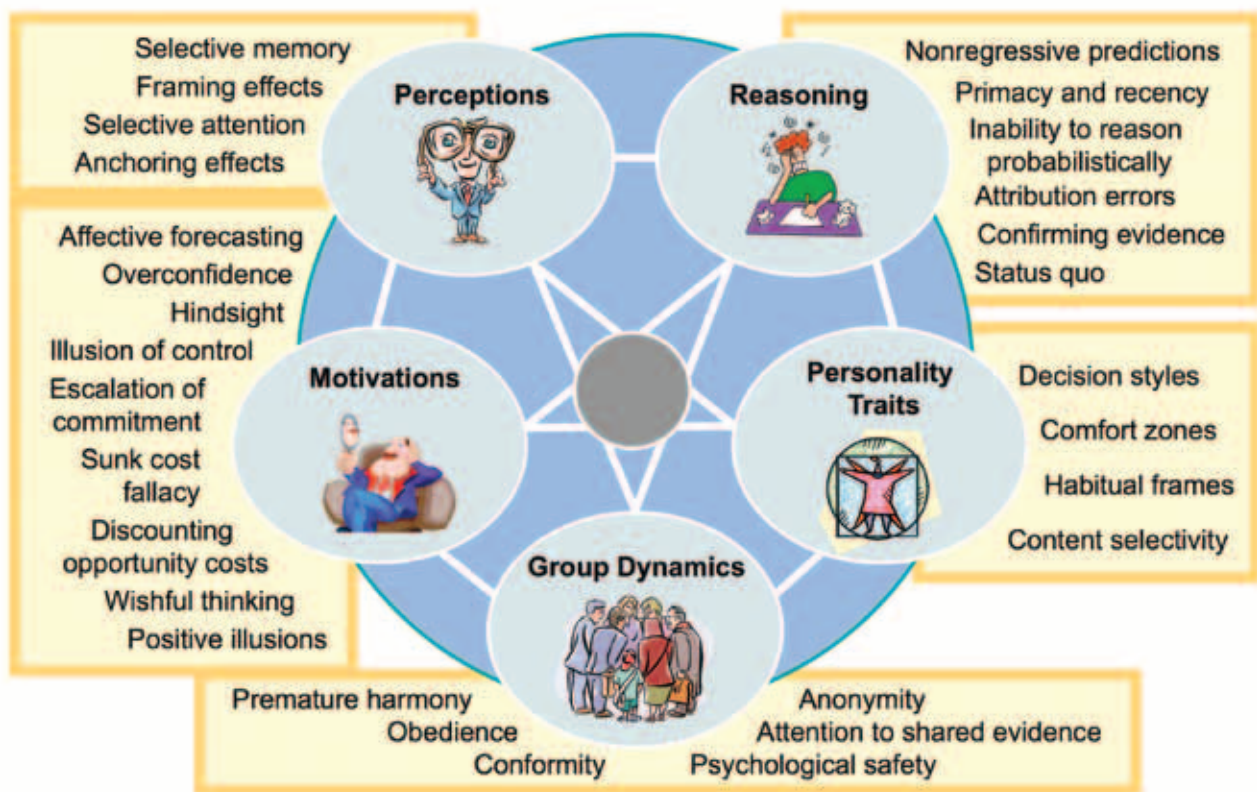 Perceptions
Selective memory
Framing effects
Selective attention
Anchoring effects
Reasoning
Nonregressive predictions
Primacy and recency
Inability to reason
probabilistically
Attribution errors
Confirming evidence
Status quo
Motivations
Affective forecasting
Overconfidence
Hindsight
Illusion of control
Escalation of
commitment
Sunk cost
fallacy
Discounting
opportunity costs
Wishful thinking
Positive illusions
Personality
Traits
Decision styles
Comfort zones
Habitual frames
Content selectivity
Group Dynamics
Premature harmony
Obedience
Conformity
Anonymity
Attention to shared evidence
Psychological safety